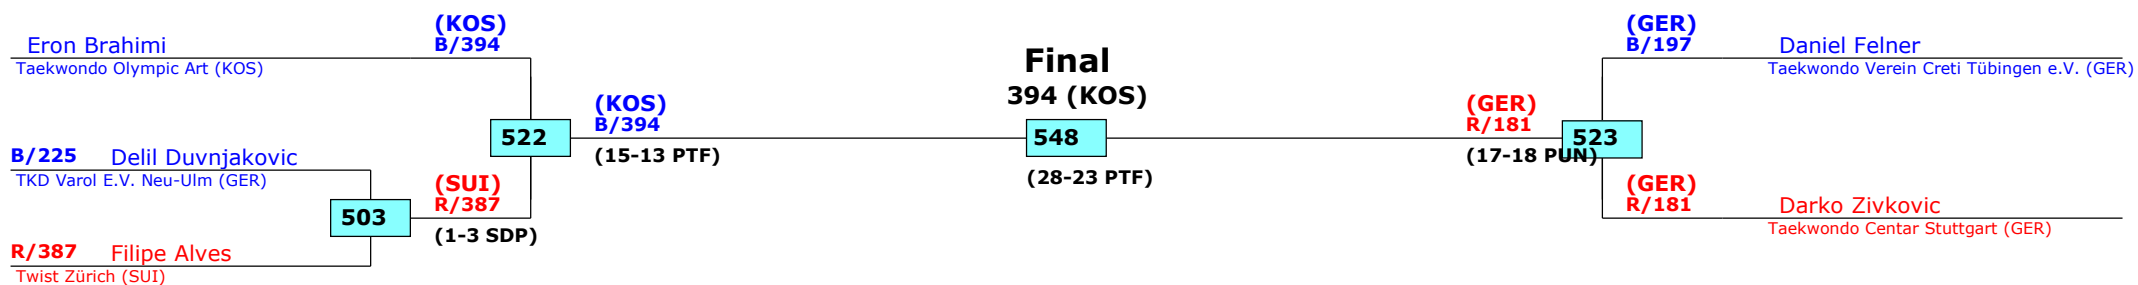 (KOS)
B/394
Eron Brahimi
Taekwondo Olympic Art (KOS)
B/225 Delil Duvnjakovic
TKD Varol E.V. Neu-Ulm (GER)
503
R/387 Filipe Alves
Twist Zürich (SUI)
522
(SUI)
R/387
(1-3 SDP)
(KOS)
B/394
(15-13 PTF)
Final
394 (KOS)
548
(28-23 PTF)
(GER)
R/181
(17-18 PUN)
523
(GER)
B/197
Daniel Felner
Taekwondo Verein Creti Tübingen e.V. (GER)
(GER)
R/181
Darko Zivkovic
Taekwondo Centar Stuttgart (GER)